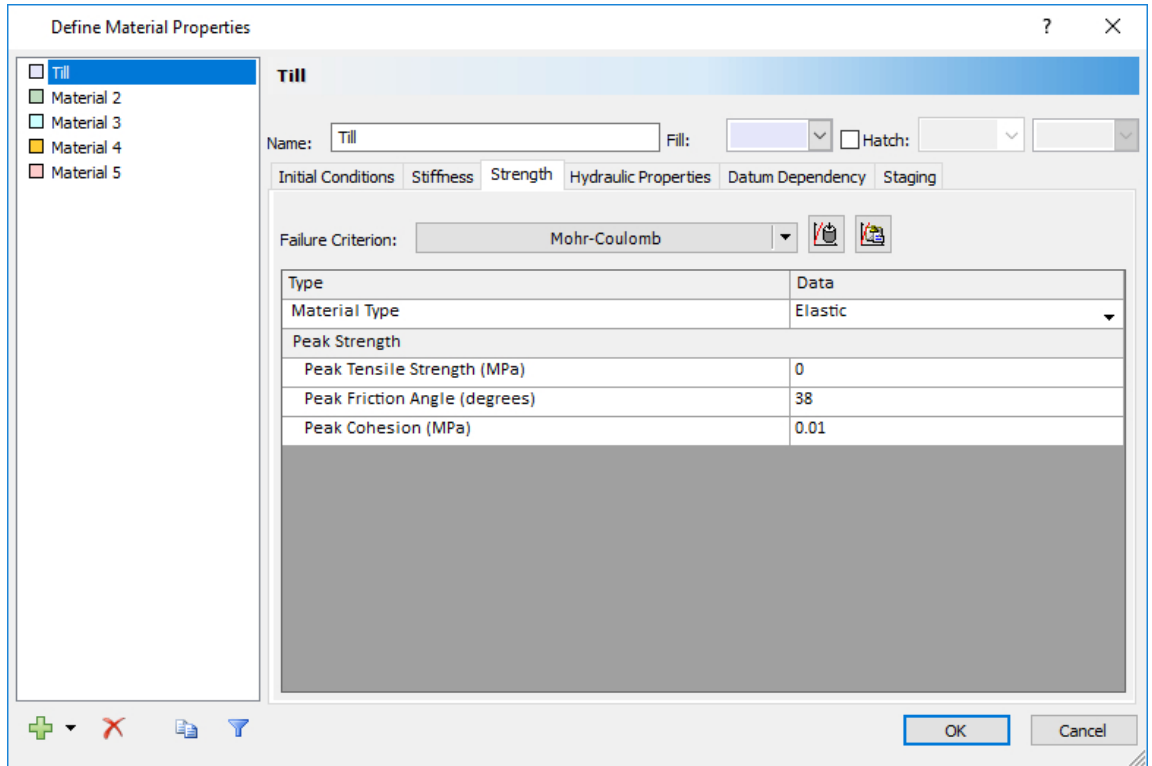 Define Material Properties ?
Till
Material 2
Material 3
Material 4
Material 5
Till
Name: Till Fill: Hatch:
Initial Conditions Stiffness Strength Hydraulic Properties Datum Dependency Staging
Failure Criterion: Mohr-Coulomb
Type Data
Material Type Elastic
Peak Strength
Peak Tensile Strength (MPa) 0
Peak Friction Angle (degrees) 38
Peak Cohesion (MPa) 0.01
OK Cancel